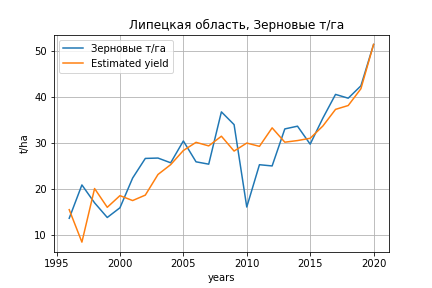 Липецкая область, Зерновые т/га
Зерновые т/га
Estimated yield
50
40
30
20
10
t/ha
1995
2000
2005
2010
2015
2020
years